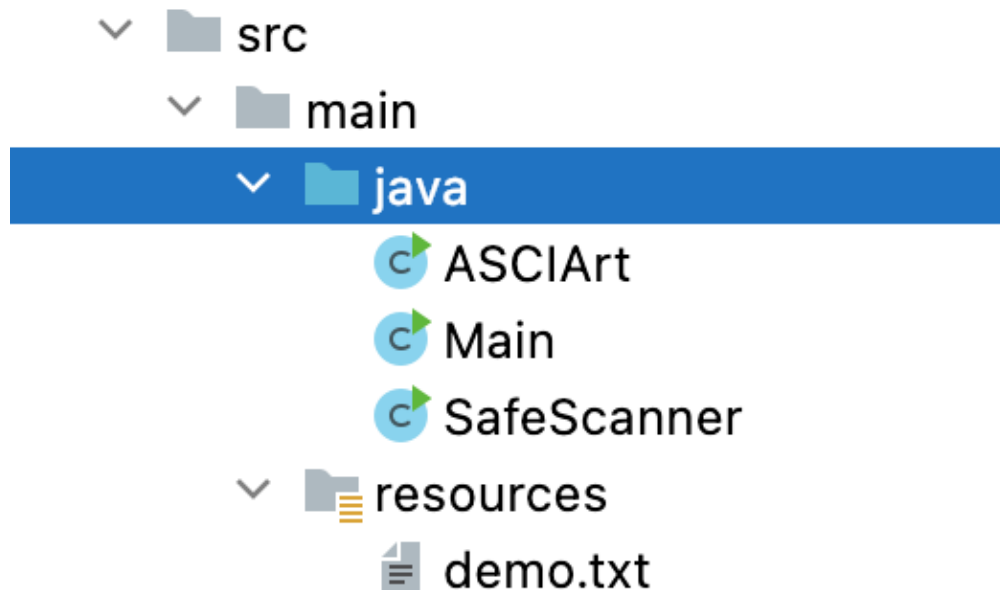 src
main
java
C ASCIArt
C Main
C SafeScanner
resources
demo.txt